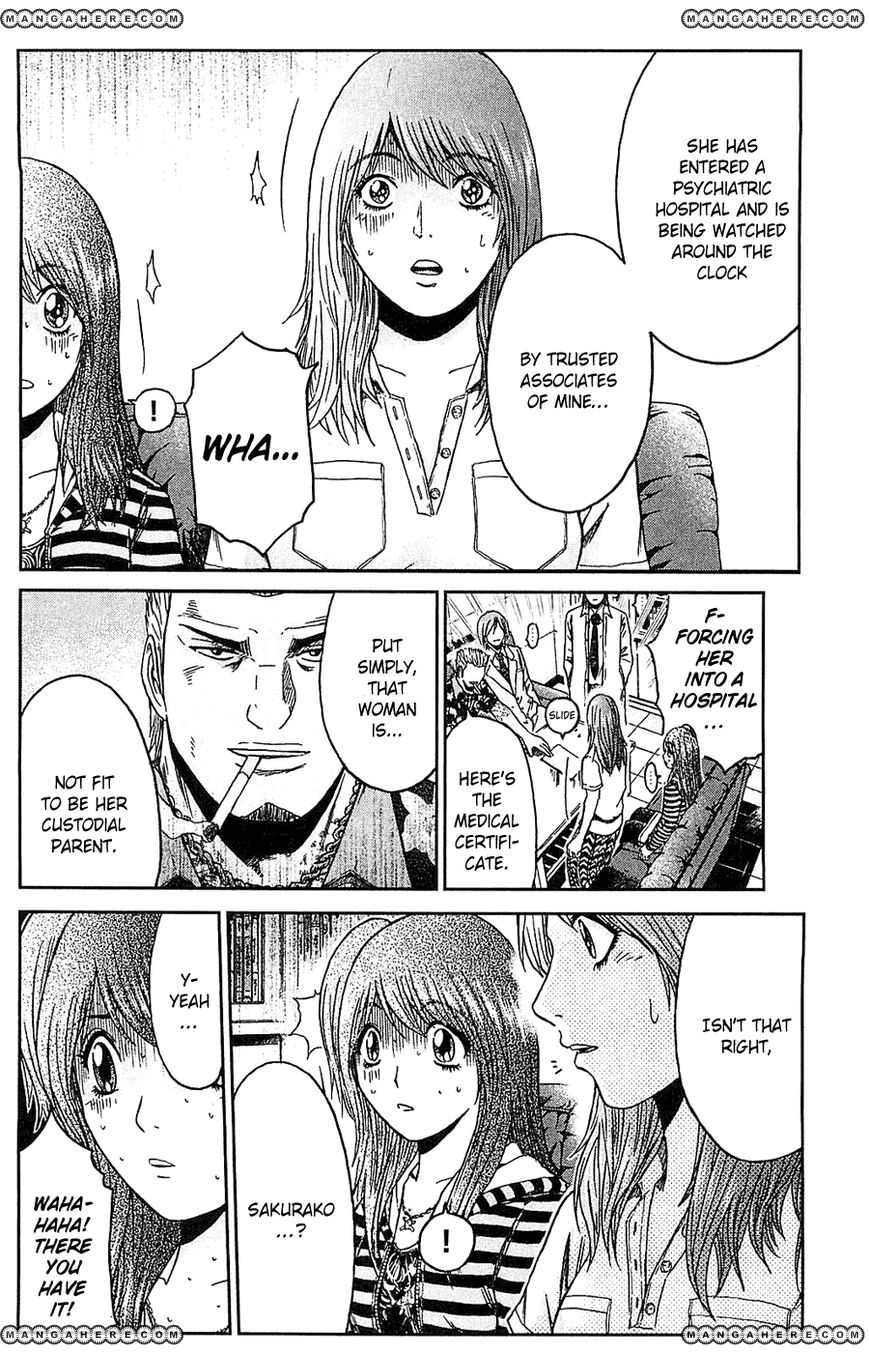 MANGAHERE.COM
MANGAHERE.COM
SHE HAS
ENTERED A
PSYCHIATRIC
HOSPITAL AND IS
BEING WATCHED
AROUND THE
CLOCK
BY TRUSTED
ASSOCIATES
OF MINE...
WHA...
!
F-
FORCING
HER
INTO A
HOSPITAL
...
SLIDE
HERE'S
THE
MEDICAL
CERTIFI-
CATE.
PUT
SIMPLY,
THAT
WOMAN
IS...
NOT FIT
TO BE HER
CUSTODIAL
PARENT.
ISN'T THAT
RIGHT,
SAKURAKO
...?
!
Y-
YEAH
...
WAHA-
HAHA!
THERE
YOU
HAVE
IT!
MANGAHERE.COM
MANGAHERE.COM